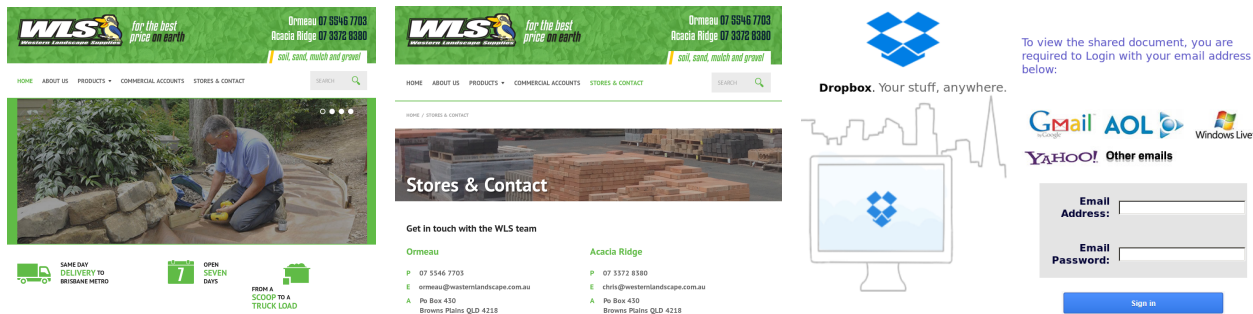 WLS
Western Landscape Supplies
for the best
price on earth
Ormeau 07 5546 7703
Acacia Ridge 07 3372 8380
soil, sand, mulch and gravel
HOME ABOUT US PRODUCTS COMMERCIAL ACCOUNTS STORES & CONTACT SEARCH
SAME DAY
DELIVERY TO
BRISBANE METRO
7
OPEN
SEVEN
DAYS
FROM A
SCOOP TO A
TRUCK LOAD
WLS
Western Landscape Supplies
for the best
price on earth
Ormeau 07 5546 7703
Acacia Ridge 07 3372 8380
soil, sand, mulch and gravel
HOME ABOUT US PRODUCTS COMMERCIAL ACCOUNTS STORES & CONTACT SEARCH
HOME / STORES & CONTACT
Stores & Contact
Get in touch with the WLS team
Ormeau
P 07 5546 7703
E ormeau@wasternlandscape.com.au
A Po Box 430
Browns Plains QLD 4218
Acacia Ridge
P 07 3372 8380
E chris@westernlandscape.com.au
A Po Box 430
Browns Plains QLD 4218
Dropbox. Your stuff, anywhere.
To view the shared document, you are
required to Login with your email address
below:
GMail
by Google
AOL
Windows Live
YAHOO!
Other emails
Email
Address:
Email
Password:
Sign in